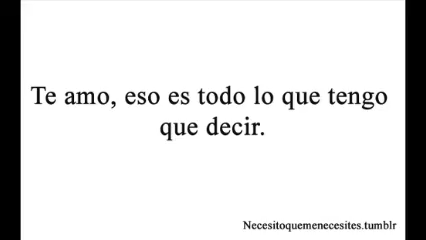 Te amo, eso es todo lo que tengo
que decir.
Necesitoquemenecesites.tumblr